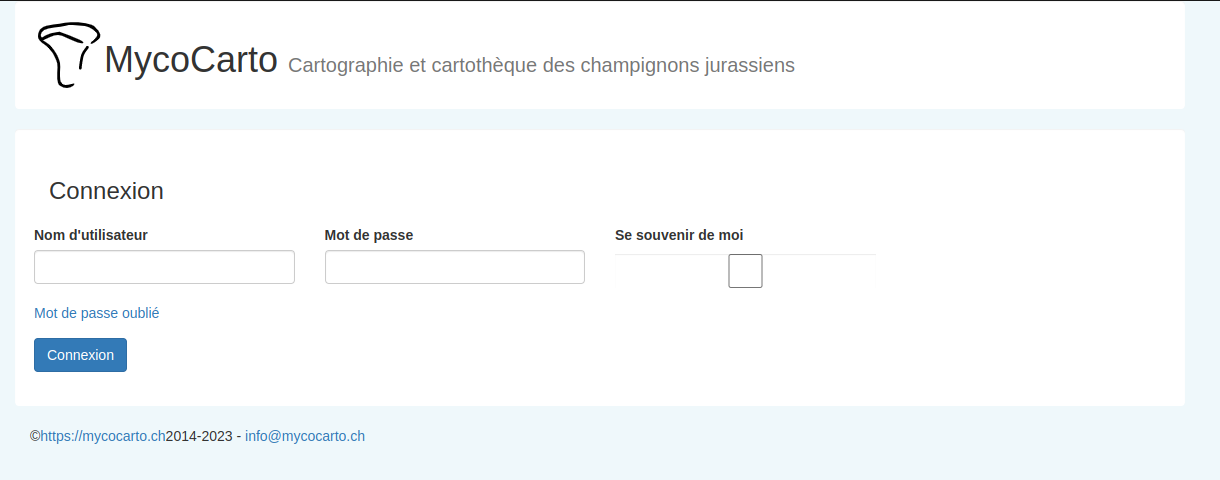 MycoCarto Cartographie et cartothèque des champignons jurassiens
Connexion
Nom d'utilisateur Mot de passe Se souvenir de moi
Mot de passe oublié
Connexion
©https://mycocarto.ch2014-2023 - info@mycocarto.ch